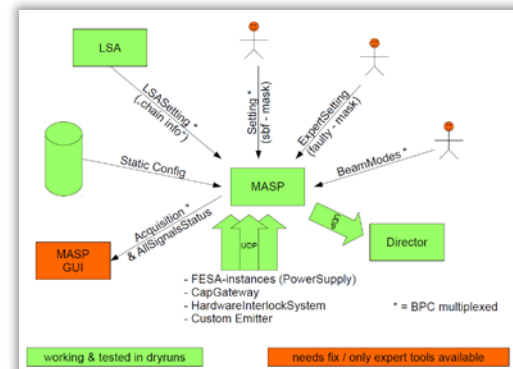 LSA
LSASetting *
(„chain info")
Setting *
(sbf - mask)
ExpertSetting
(faulty - mask)
BeamModes *
Static Config
MASP
Acquisition *
& AllSignalsStatus
UDP
UDP
MASP
GUI
Director
- FESA-instances (PowerSupply)
- CapGateway
- HardwareInterlockSystem
- Custom Emitter
* = BPC multiplexed
working & tested in dryruns
needs fix / only expert tools available